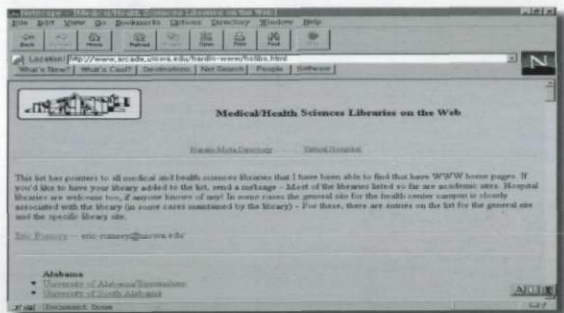 Netscape - [Medical/Health Sciences Libraries on the Web]
File Edit View Go Bookmarks Options Directory Window Help
Back Home Reload Open Print Find
Location: http://www.arcade.uiowa.edu/hardin-www/hslibs.html
What's New? What's Cool? Destinations Net Search People Software
N
Medical/Health Sciences Libraries on the Web
Hardin Meta Directory Virtual Hospital
This list has pointers to all medical and health sciences libraries that I have been able to find that have WWW home pages. If
you'd like to have your library added to the list, send a message - Most of the libraries listed so far are academic sites. Hospital
libraries are welcome too, if anyone knows of any! In some cases the general site for the health center campus is closely
associated with the library (in some cases maintained by the library) - For these, there are entries on the list for the general site
and the specific library site.
Eric Rumsey -- eric-rumsey@uiowa.edu
Alabama
University of Alabama/Birmingham
University of South Alabama
Document: Done